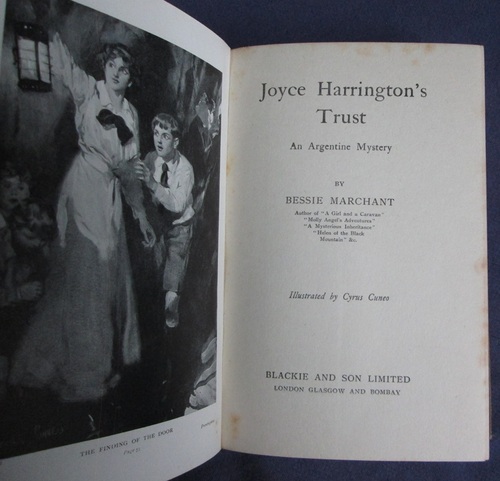 THE FINDING OF THE DOOR
Joyce Harrington's
Trust
An Argentine Mystery
BY
BESSIE MARCHANT
Author of "A Girl and a Caravan"
"Molly Angel's Adventures"
"A Mysterious Inheritance"
"Helen of the Black
Mountain" &c.
Illustrated by Cyrus Cuneo
BLACKIE AND SON LIMITED
LONDON GLASGOW AND BOMBAY